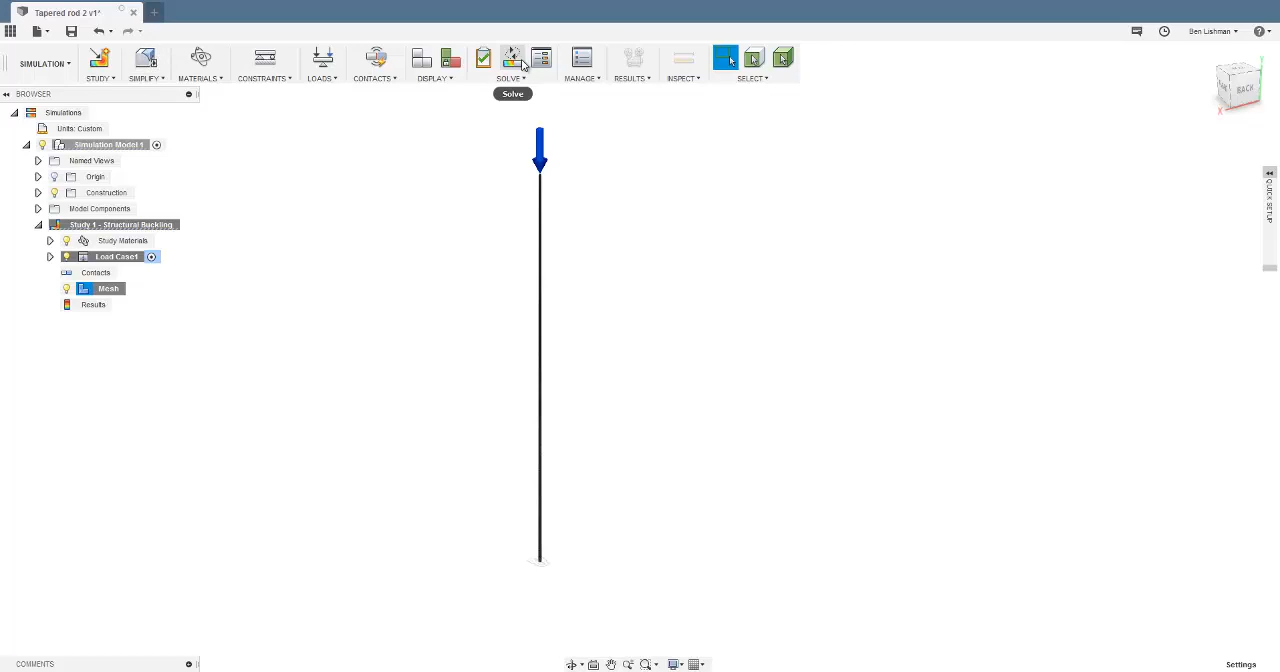 Tapered rod 2 v1*
Ben Lishman
SIMULATION
STUDY
SIMPLIFY
MATERIALS
CONSTRAINTS
LOADS
CONTACTS
DISPLAY
SOLVE
MANAGE
RESULTS
INSPECT
SELECT
Solve
BROWSER
Simulations
Units: Custom
Simulation Model 1
Named Views
Origin
Construction
Model Components
Study 1 - Structural Buckling
Study Materials
Load Case1
Contacts
Mesh
Results
BACK
Y
X
QUICK SETUP
COMMENTS
Settings